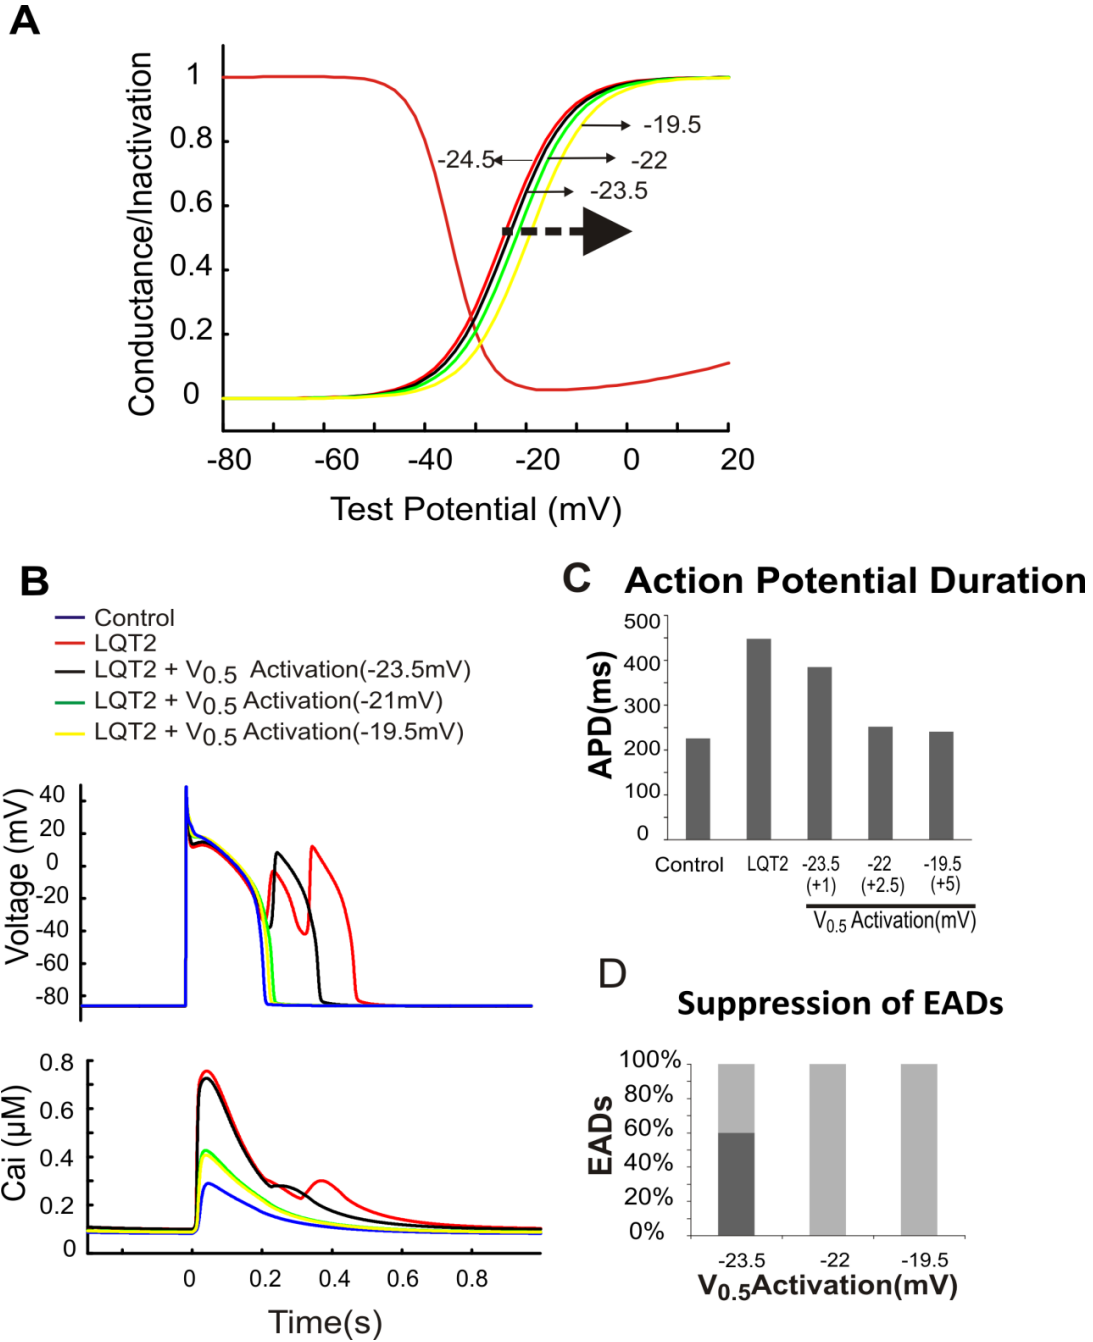 A
Conductance/Inactivation
1
0.8
0.6
0.4
0.2
0
-19.5
-24.5
-22
-23.5
-80 -60 -40 -20 0 20
Test Potential (mV)
B
Control
LQT2
LQT2 + V0.5 Activation(-23.5mV)
LQT2 + V0.5 Activation(-21mV)
LQT2 + V0.5 Activation(-19.5mV)
Voltage (mV)
40
20
0
-20
-40
-60
-80
Cai (µM)
0.8
0.6
0.4
0.2
0
0 0.2 0.4 0.6 0.8
Time(s)
C Action Potential Duration
APD(ms)
500
400
300
200
100
0
Control LQT2 -23.5 -22 -19.5
(+1) (+2.5) (+5)
V0.5 Activation(mV)
D
Suppression of EADs
EADs
100%
80%
60%
40%
20%
0%
-23.5 -22 -19.5
V0.5Activation(mV)